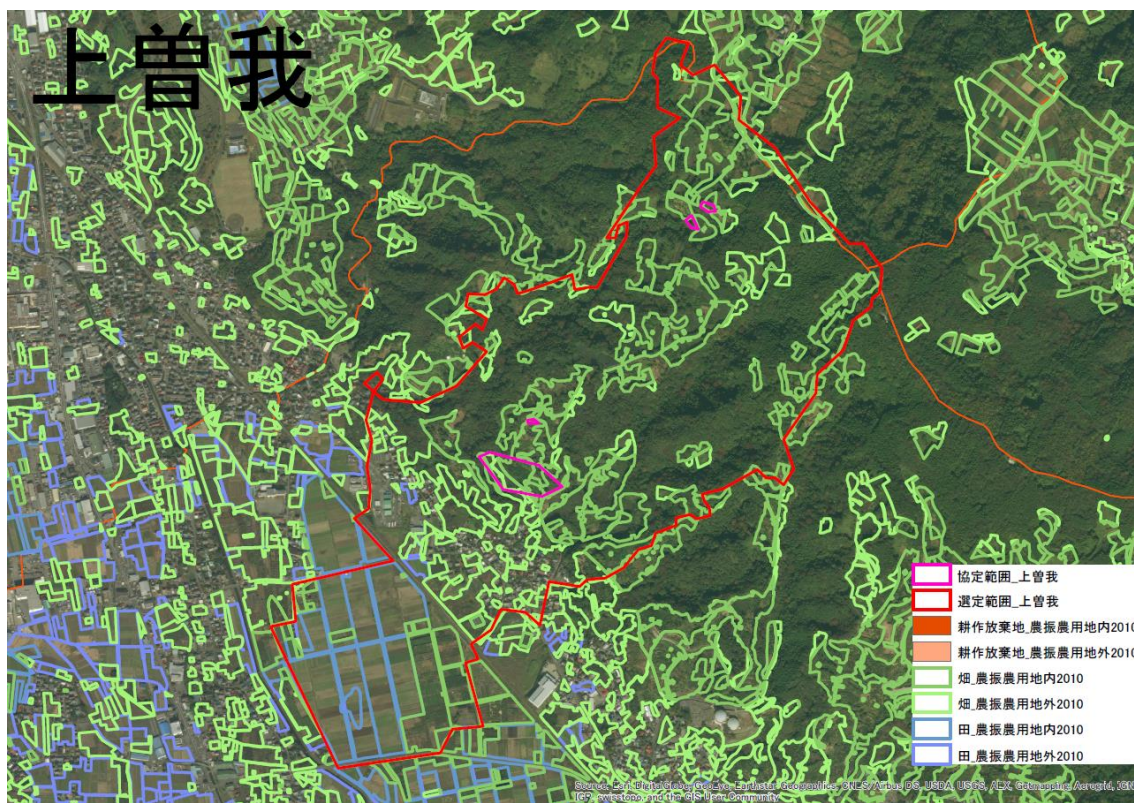 上曽我
協定範囲_上曽我
選定範囲_上曽我
耕作放棄地_農振農用地内2010
耕作放棄地_農振農用地外2010
畑_農振農用地内2010
畑_農振農用地外2010
田_農振農用地内2010
田_農振農用地外2010
Source: Esri, DigitalGlobe, GeoEye, Earthstar Geographics, CNES/Airbus DS, USDA, USGS, AEX, Getmapping, Aerogrid, IGN,
IGP, swisstopo, and the GIS User Community